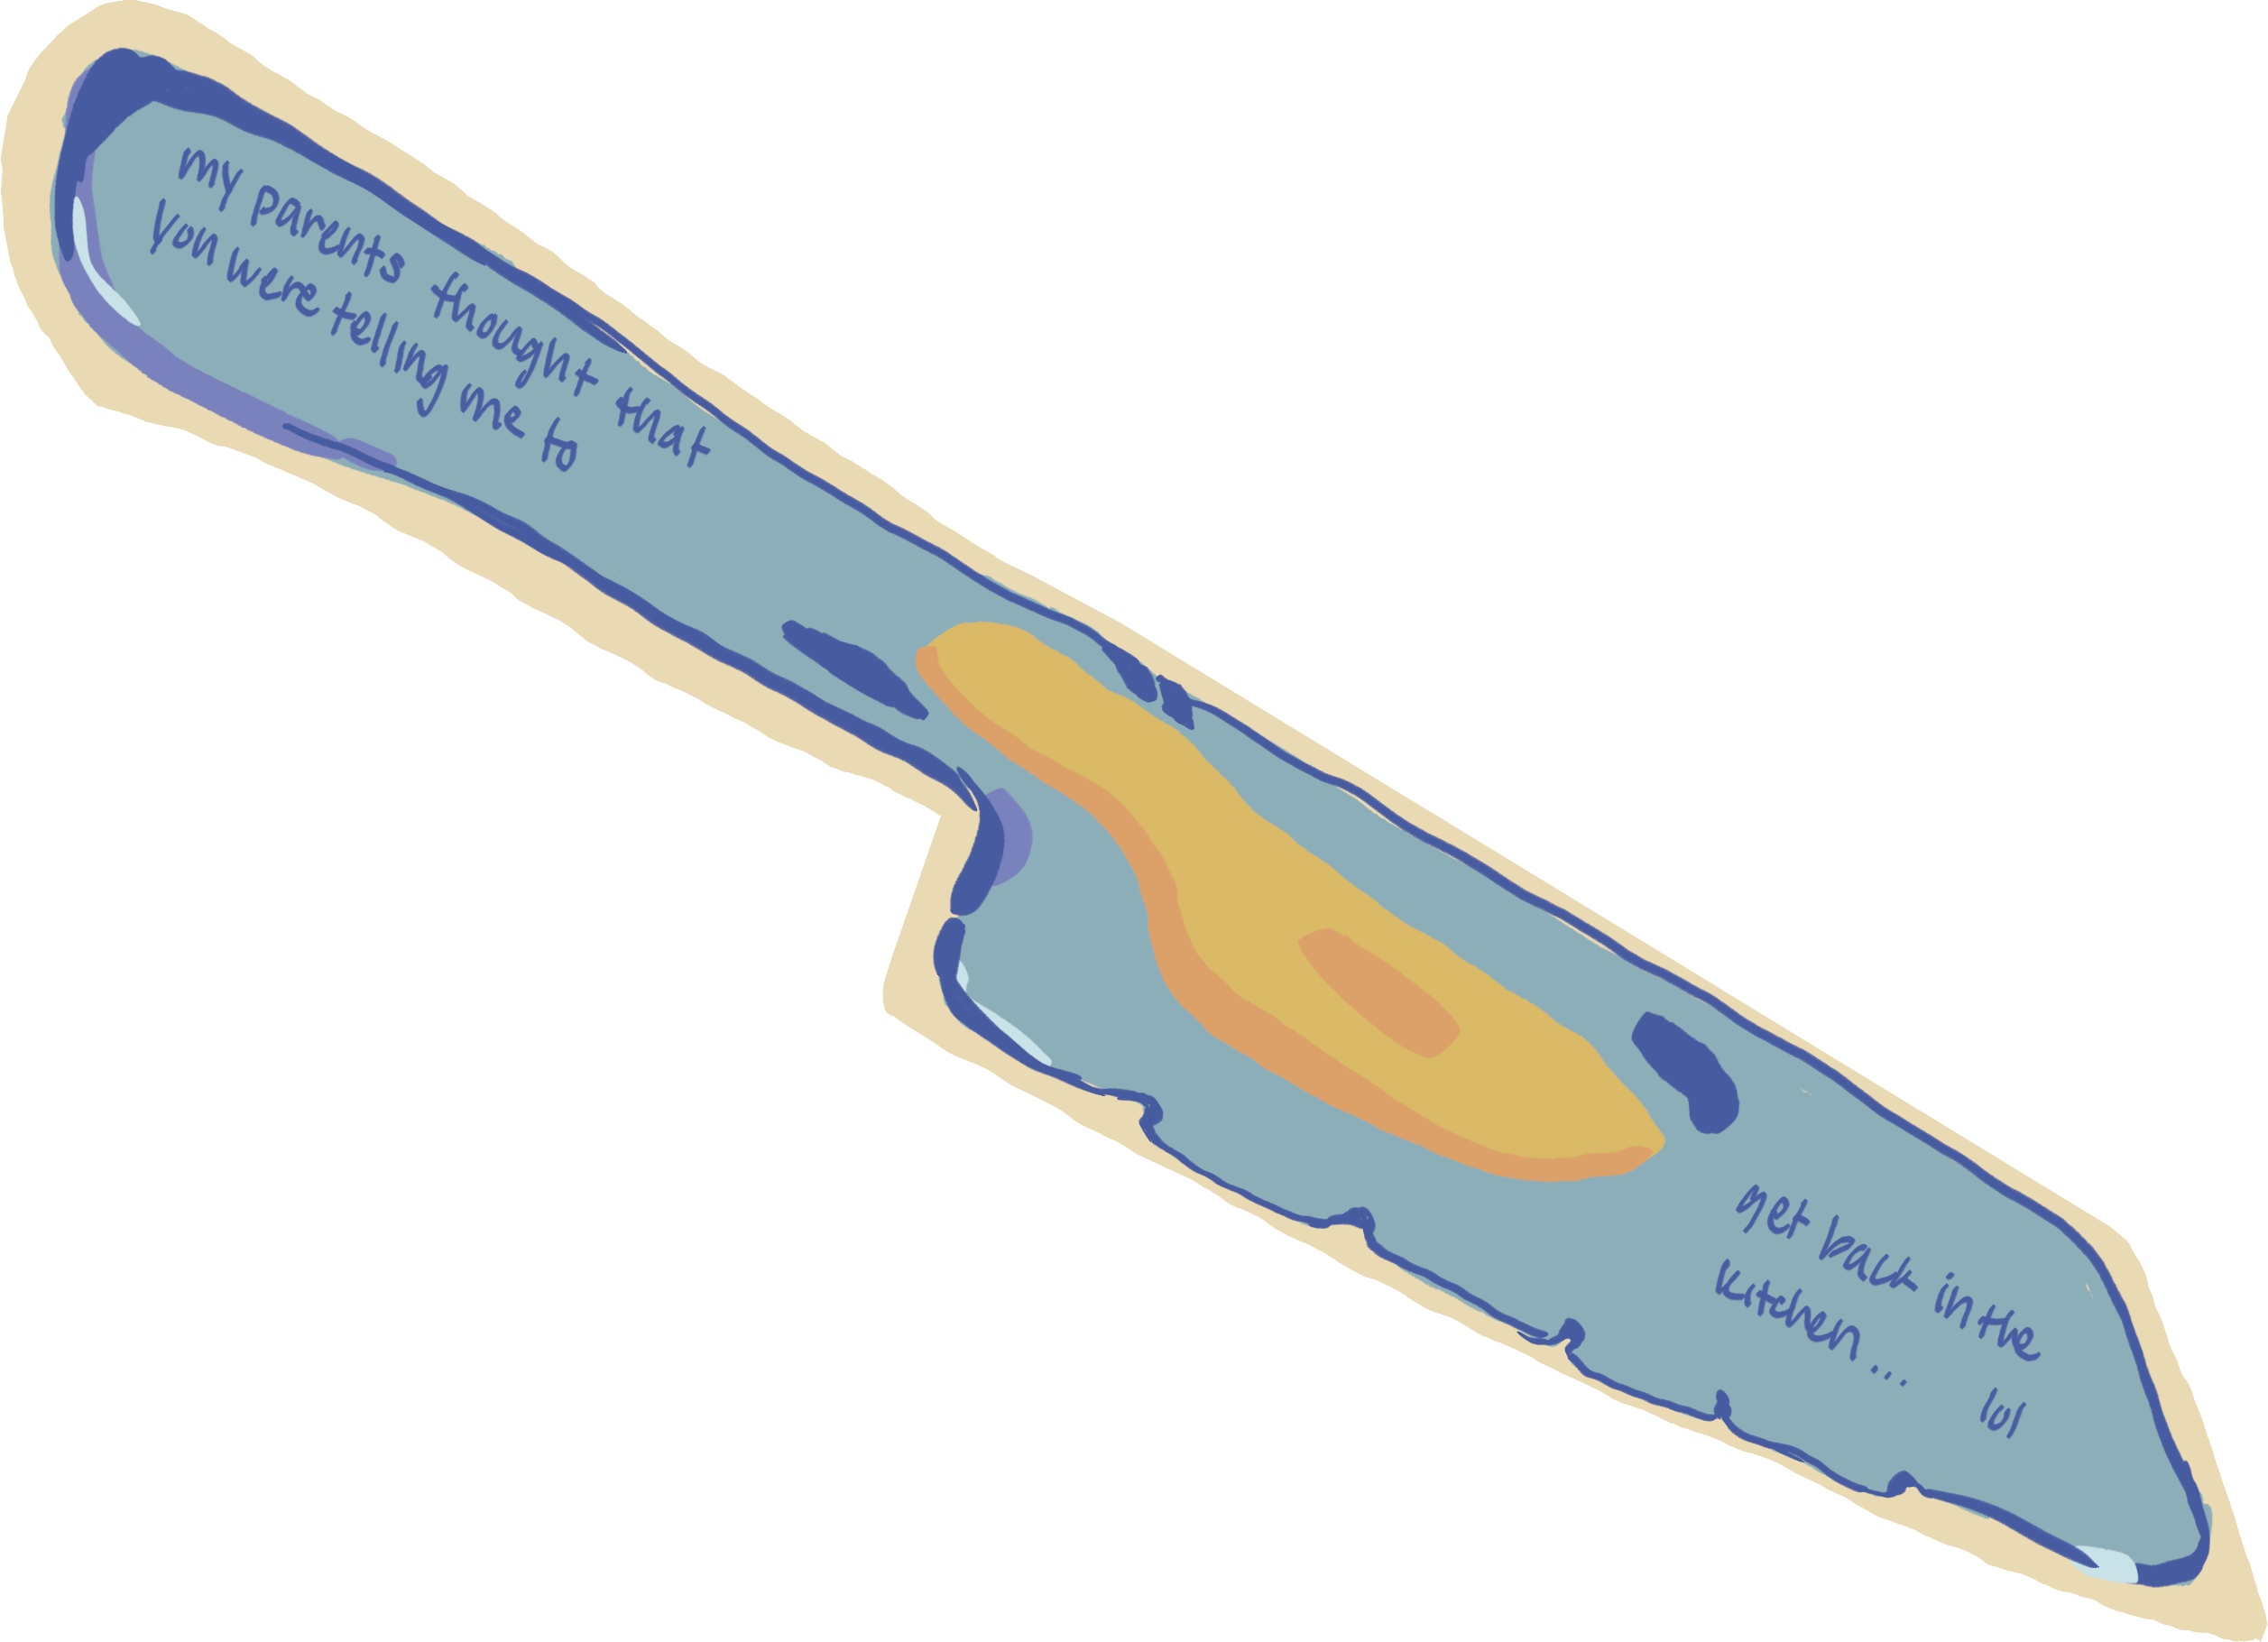 my parents thought that
You were telling me to
get back in the
kitchen...
lol